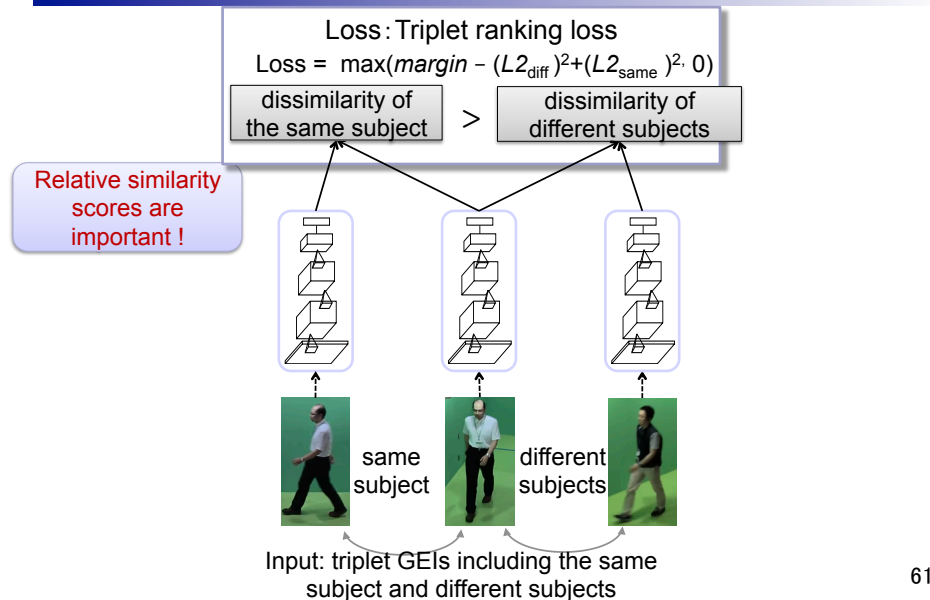 Loss：Triplet ranking loss
Loss = max(margin − (L2diff )²+(L2same )², 0)
dissimilarity of
the same subject
>
dissimilarity of
different subjects
Relative similarity
scores are
important !
same
subject
different
subjects
Input: triplet GEIs including the same
subject and different subjects
61